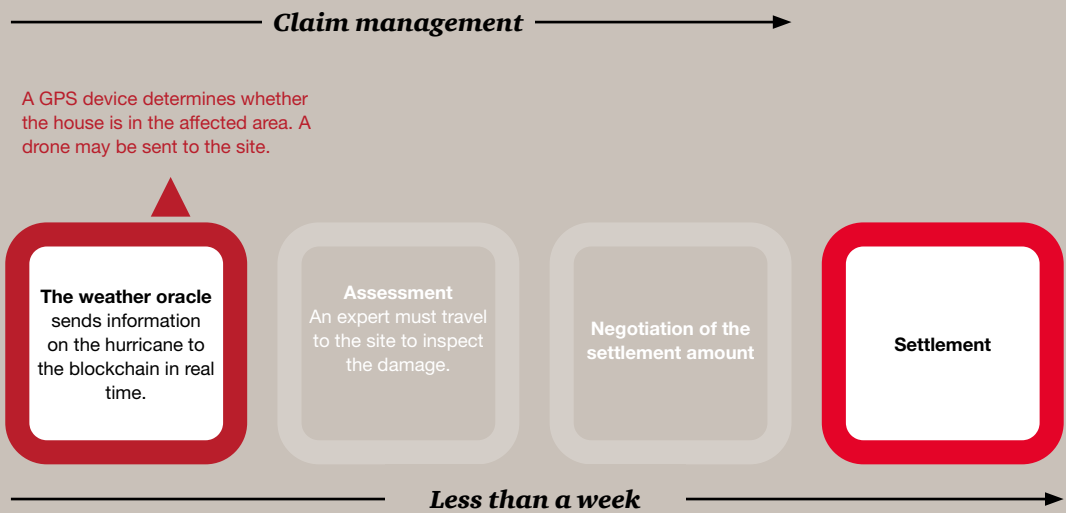 Claim management
A GPS device determines whether
the house is in the affected area. A
drone may be sent to the site.
The weather oracle
sends information
on the hurricane to
the blockchain in real
time.
Assessment
An expert must travel
to the site to inspect
the damage.
Negotiation of the
settlement amount
Settlement
Less than a week